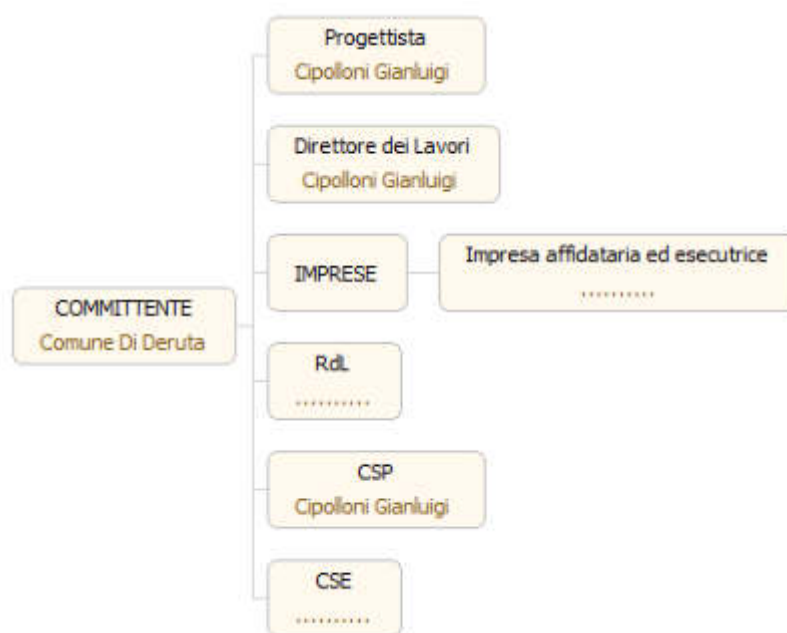 Progettista
Cipolloni Gianluigi
Direttore dei Lavori
Cipolloni Gianluigi
IMPRESE
Impresa affidataria ed esecutrice
..........
COMMITTENTE
Comune Di Deruta
RdL
..........
CSP
Cipolloni Gianluigi
CSE
..........